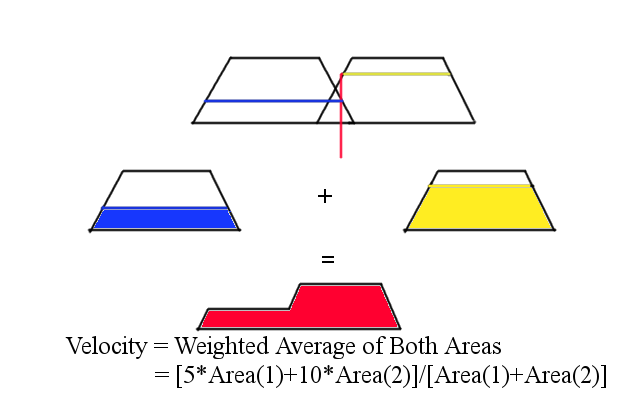 +
=
Velocity = Weighted Average of Both Areas
= [5*Area(1)+10*Area(2)]/[Area(1)+Area(2)]